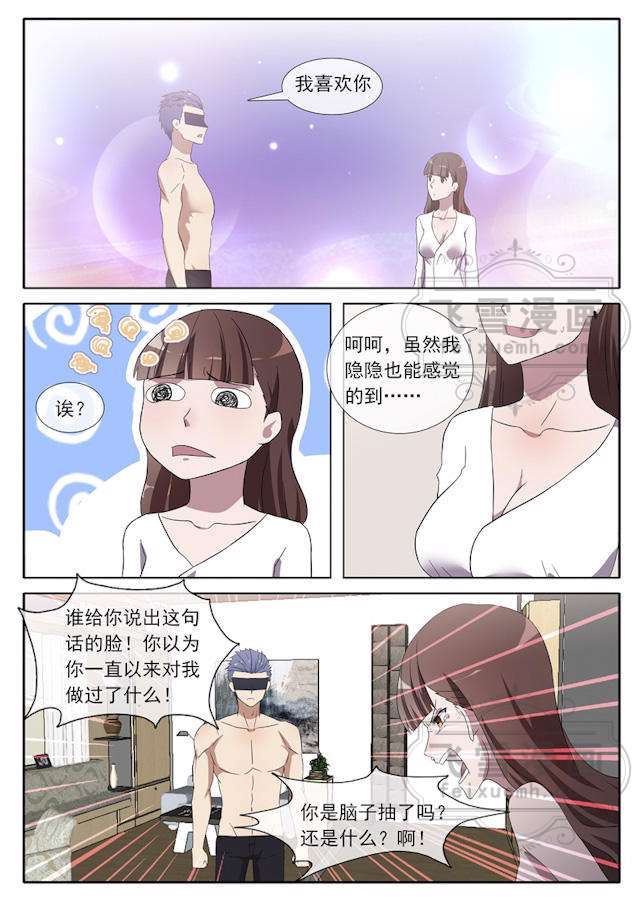 我喜欢你
诶？
呵呵，虽然我
隐隐也能感觉
的到……
飞雪漫画
feixuemh.com
谁给你说出这句
话的脸！你以为
你一直以来对我
做过了什么！
你是脑子抽了吗？
还是什么？啊！
飞雪漫画
feixuemh.com